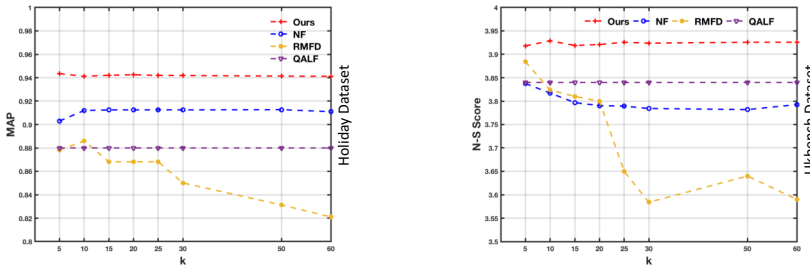 1
0.98
0.96
0.94
0.92
0.9
0.88
0.86
0.84
0.82
0.8
MAP
5 10 15 20 25 30 50 60
k
Ours
NF
RMFD
QALF
Holiday Dataset
4
3.95
3.9
3.85
3.8
3.75
3.7
3.65
3.6
3.55
3.5
N-S Score
5 10 15 20 25 30 50 60
k
Ours NF RMFD QALF
Ukbench Dataset